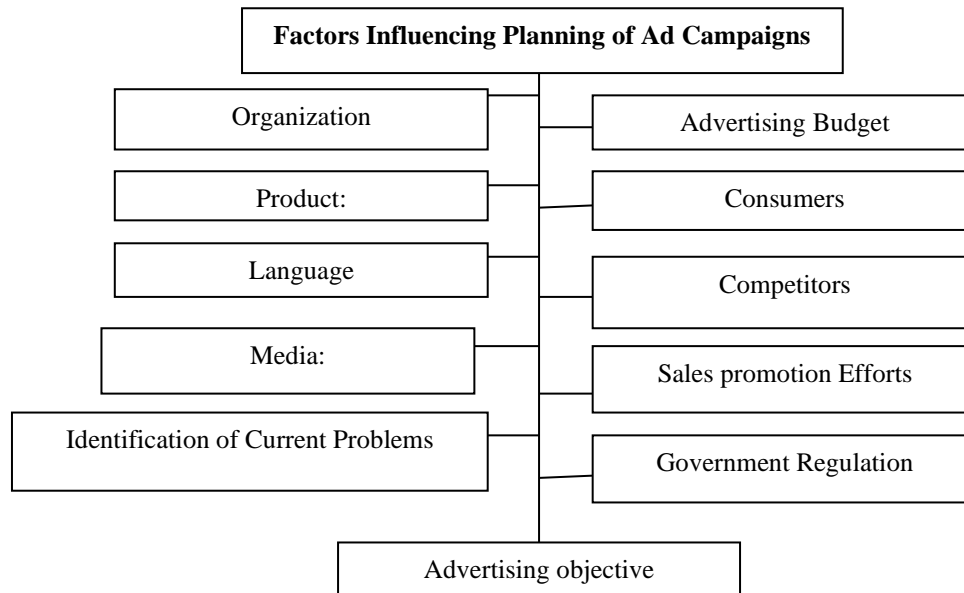 Factors Influencing Planning of Ad Campaigns
Organization
Advertising Budget
Product:
Consumers
Language
Competitors
Media:
Sales promotion Efforts
Identification of Current Problems
Government Regulation
Advertising objective